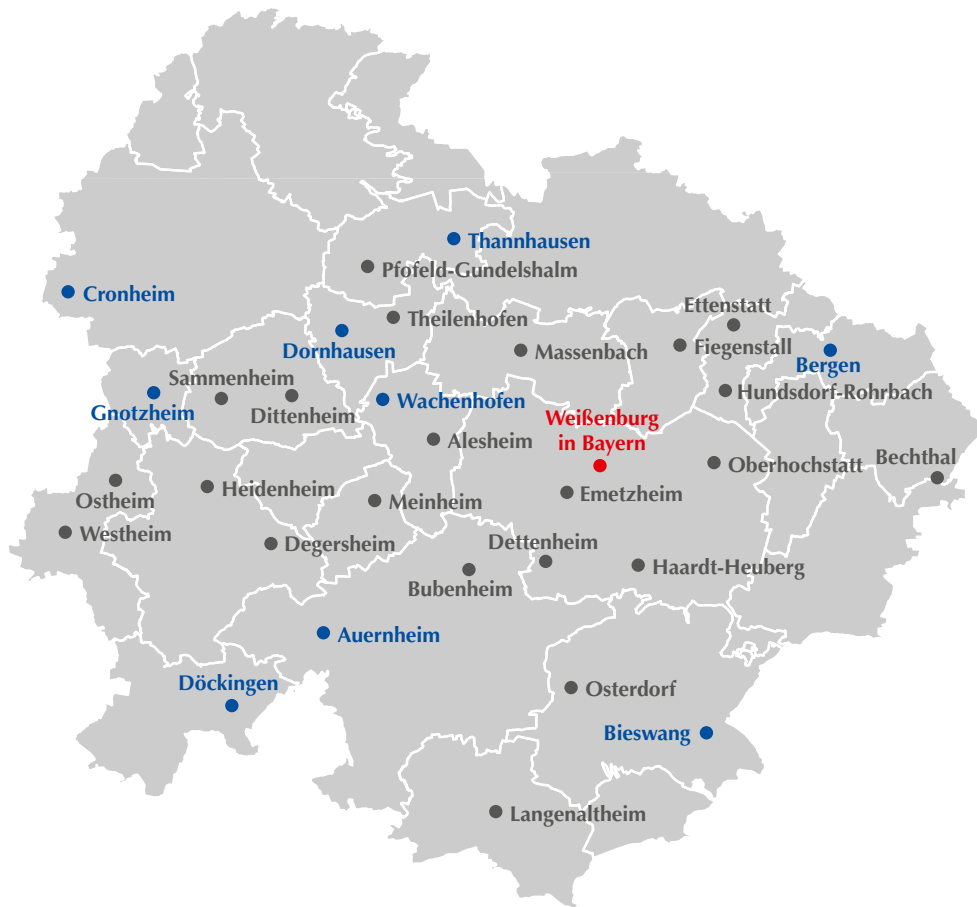 Thannhausen
Pfofeld-Gundelshalm
Cronheim
Ettenstatt
Theilenhofen
Dornhausen
Massenbach
Fiegenstall
Bergen
Sammenheim
Hundsdorf-Rohrbach
Gnotzheim
Dittenheim
Wachenhofen
Weißenburg
in Bayern
Alesheim
Oberhochstatt
Bechthal
Ostheim
Heidenheim
Meinheim
Emetzheim
Westheim
Degersheim
Dettenheim
Bubenheim
Haardt-Heuberg
Auernheim
Döckingen
Osterdorf
Bieswang
Langenaltheim